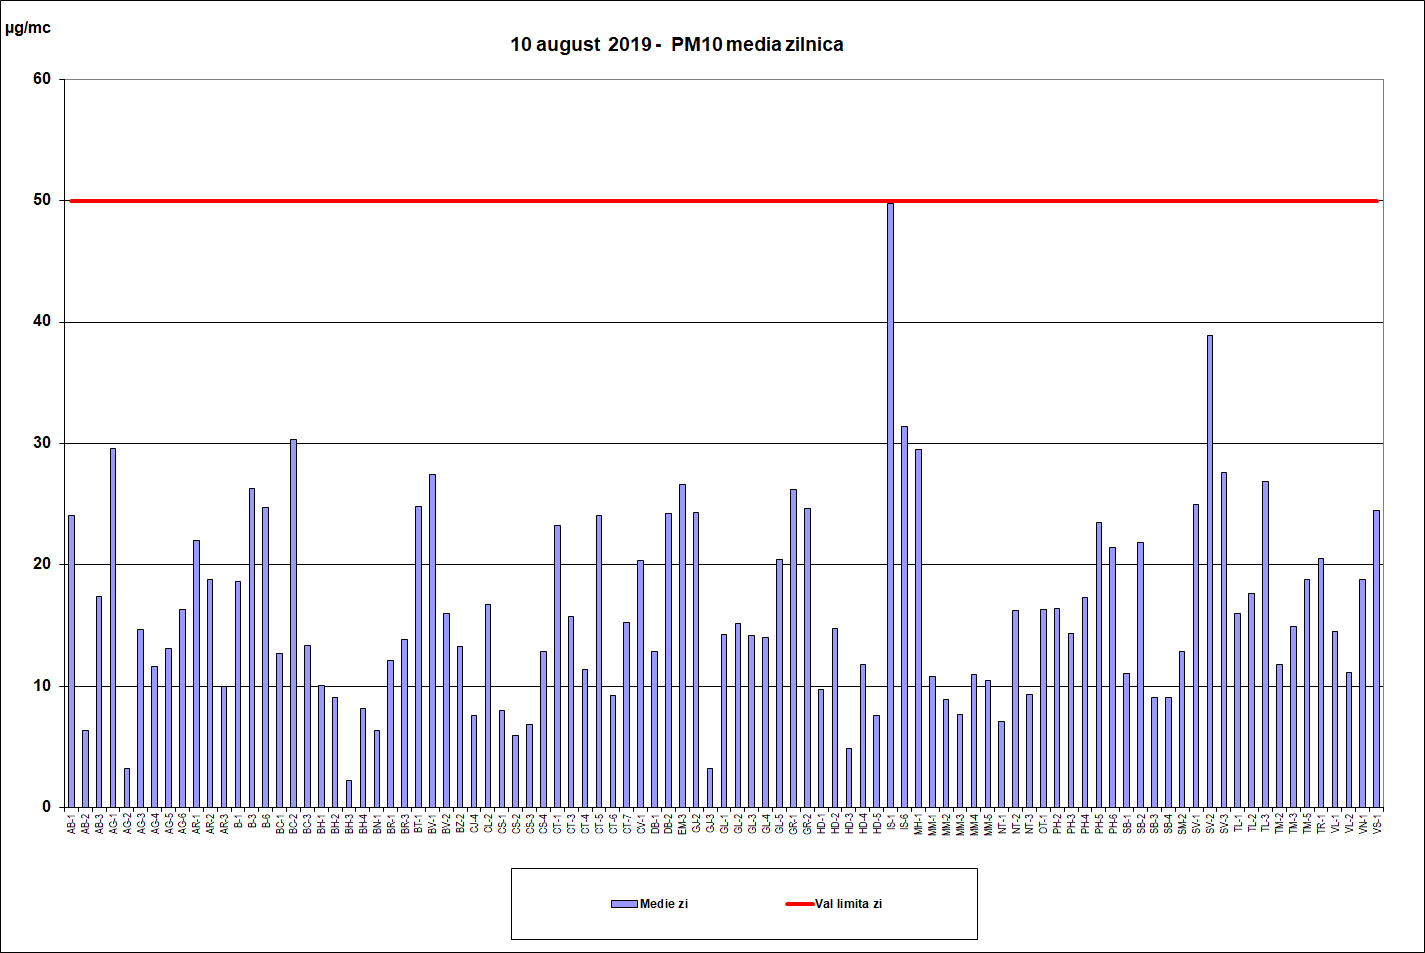 µg/mc
10 august 2019 - PM10 media zilnica
60
50
40
30
20
10
0
AB-1 AB-2 AB-3 AG-1 AG-2 AG-3 AG-4 AG-5 AG-6 AR-1 AR-2 AR-3 B-1 B-3 B-6 BC-1 BC-2 BC-3 BH-1 BH-2 BH-3 BH-4 BN-1 BR-1 BR-3 BT-1 BV-1 BV-2 BZ-2 CJ-4 CL-2 CS-1 CS-2 CS-3 CS-4 CT-1 CT-3 CT-4 CT-5 CT-6 CT-7 CV-1 DB-1 DB-2 EM-3 GJ-2 GJ-3 GL-1 GL-2 GL-3 GL-4 GL-5 GR-1 GR-2 HD-1 HD-2 HD-3 HD-4 HD-5 IS-1 IS-6 MH-1 MM-1 MM-2 MM-3 MM-4 MM-5 NT-1 NT-2 NT-3 OT-1 PH-2 PH-3 PH-4 PH-5 PH-6 SB-1 SB-2 SB-3 SB-4 SM-2 SV-1 SV-2 SV-3 TL-1 TL-2 TL-3 TM-2 TM-3 TM-5 TR-1 VL-1 VL-2 VN-1 VS-1
Medie zi Val limita zi